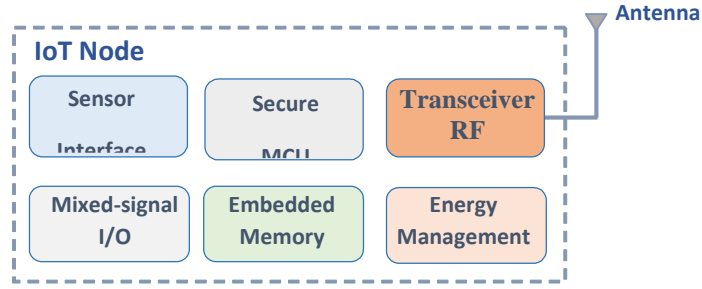 Antenna
IoT Node
Sensor
Interface
Secure
MCU
Transceiver
RF
Mixed-signal
I/O
Embedded
Memory
Energy
Management